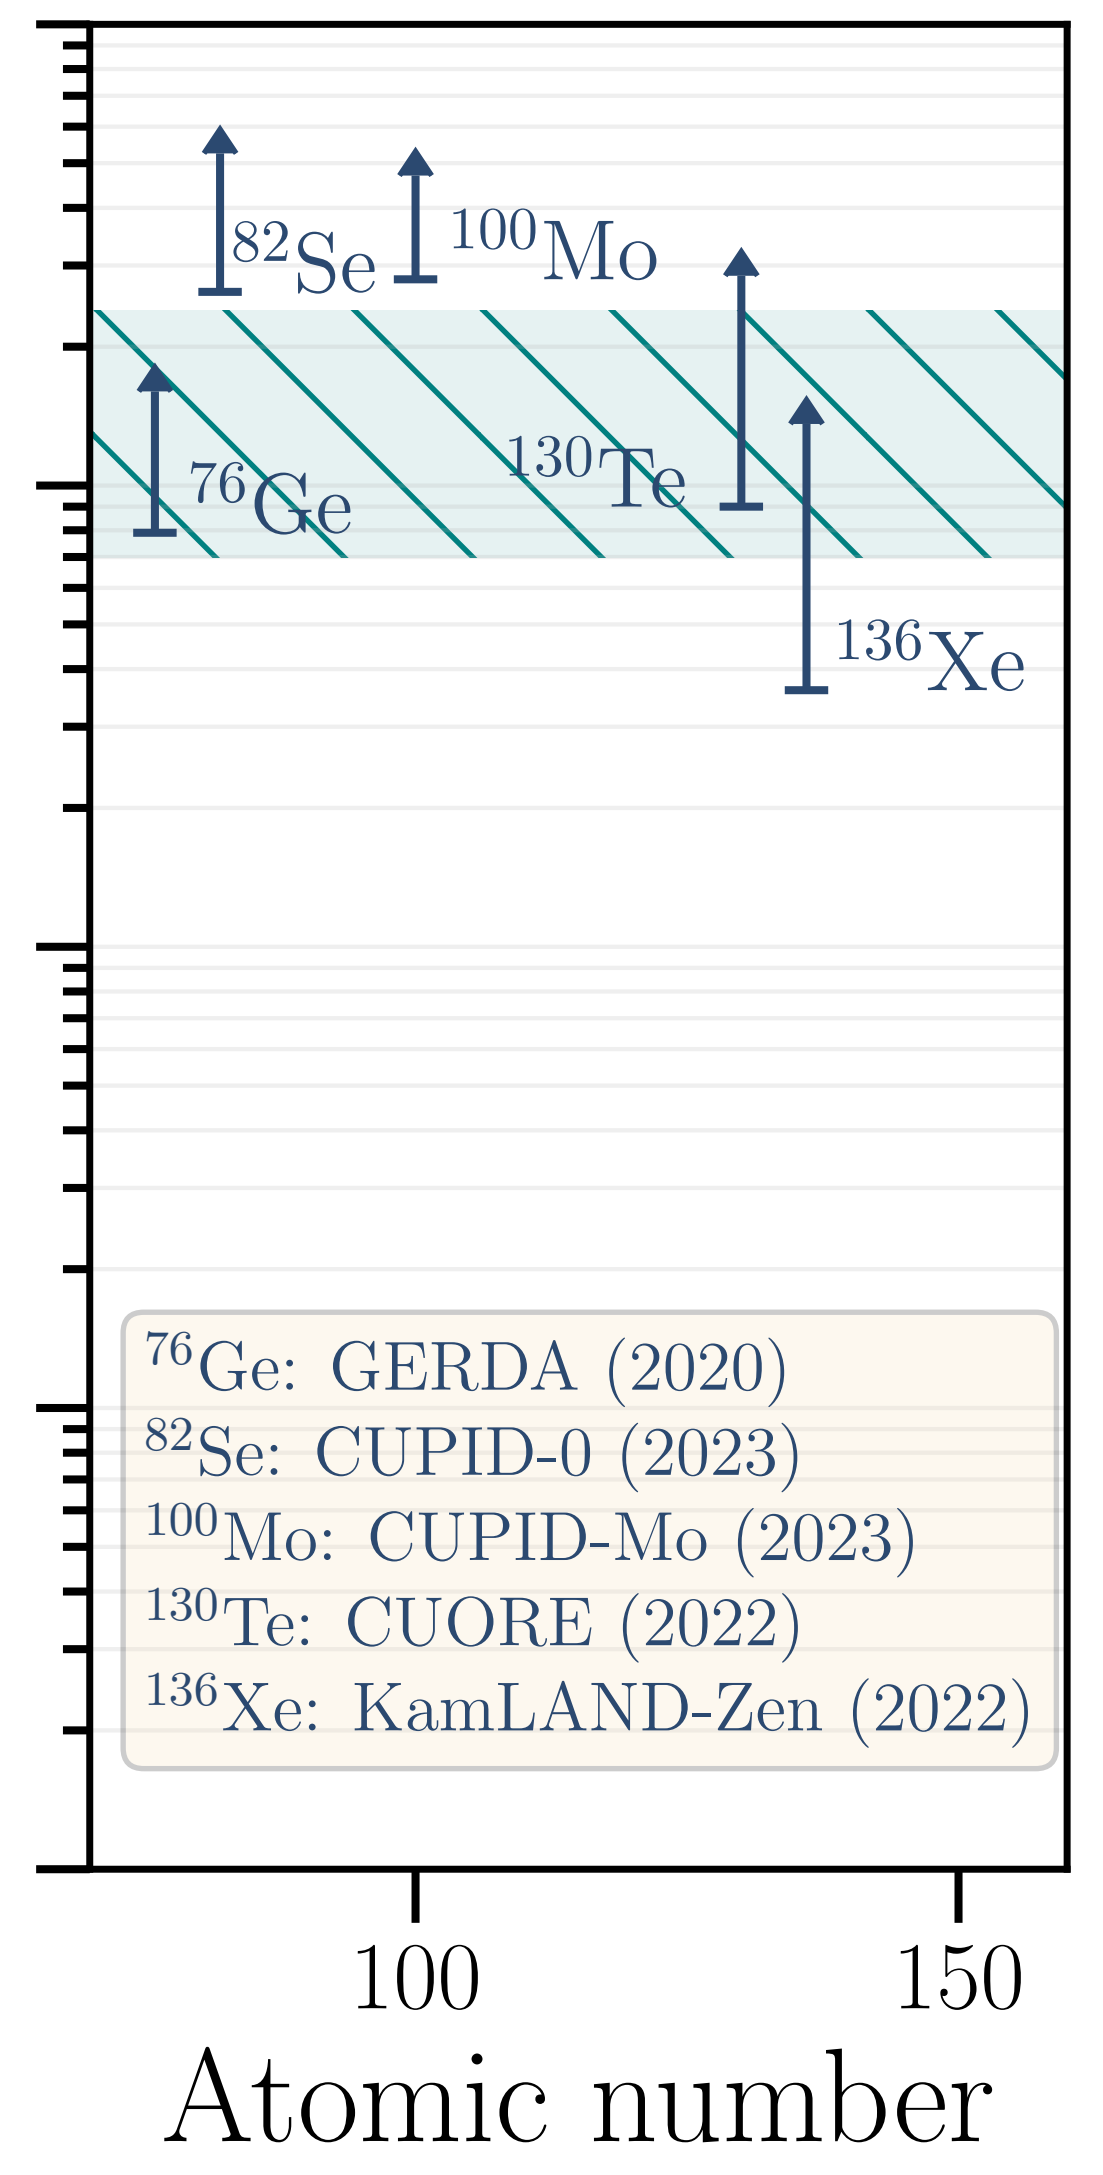 ⁸²Se
¹⁰⁰Mo
⁷⁶Ge
¹³⁰Te
¹³⁶Xe
⁷⁶Ge: GERDA (2020)
⁸²Se: CUPID-0 (2023)
¹⁰⁰Mo: CUPID-Mo (2023)
¹³⁰Te: CUORE (2022)
¹³⁶Xe: KamLAND-Zen (2022)
100 150
Atomic number